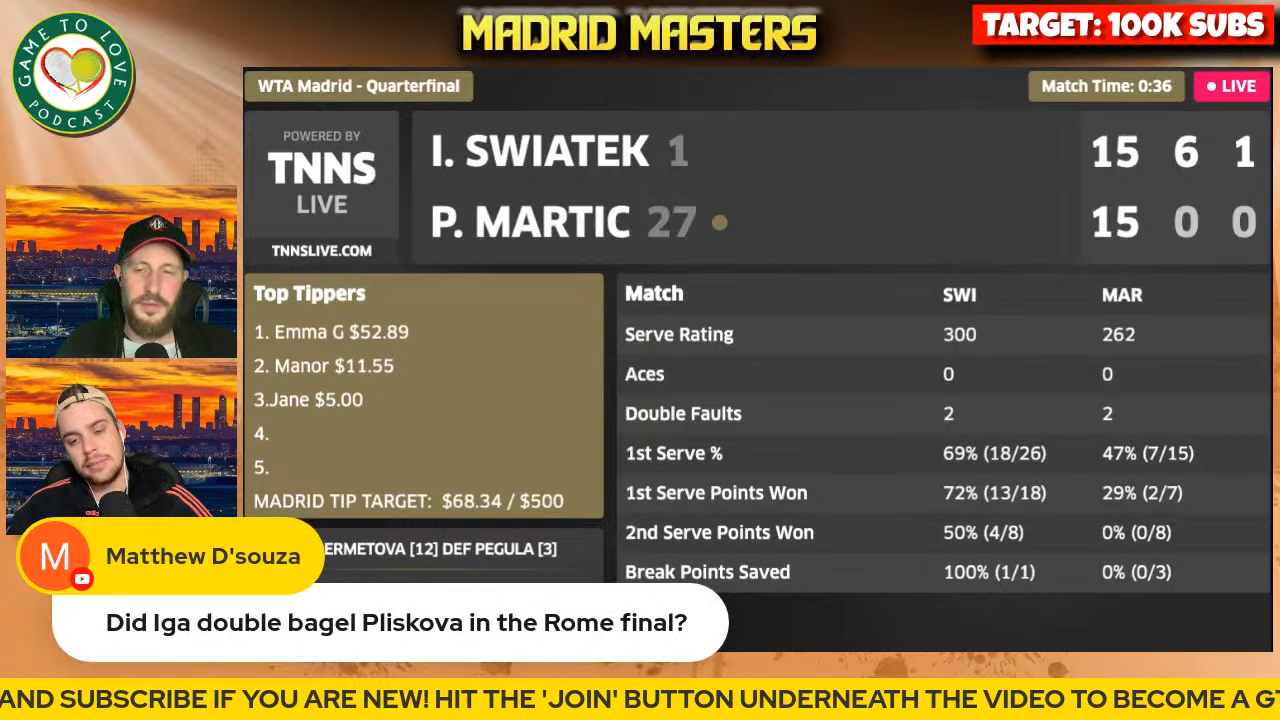 GAME TO LOVE
PODCAST
MADRID MASTERS
TARGET: 100K SUBS
WTA Madrid - Quarterfinal
Match Time: 0:36
LIVE
POWERED BY
TNNS
LIVE
TNNSLIVE.COM
I. SWIATEK 1 15 6 1
P. MARTIC 27 15 0 0
Top Tippers
1. Emma G $52.89
2. Manor $11.55
3.Jane $5.00
4.
5.
MADRID TIP TARGET: $68.34 / $500
ERMETOVA [12] DEF PEGULA [3]
Match SWI MAR
Serve Rating 300 262
Aces 0 0
Double Faults 2 2
1st Serve % 69% (18/26) 47% (7/15)
1st Serve Points Won 72% (13/18) 29% (2/7)
2nd Serve Points Won 50% (4/8) 0% (0/8)
Break Points Saved 100% (1/1) 0% (0/3)
M
Matthew D'souza
Did Iga double bagel Pliskova in the Rome final?
AND SUBSCRIBE IF YOU ARE NEW! HIT THE 'JOIN' BUTTON UNDERNEATH THE VIDEO TO BECOME A GT